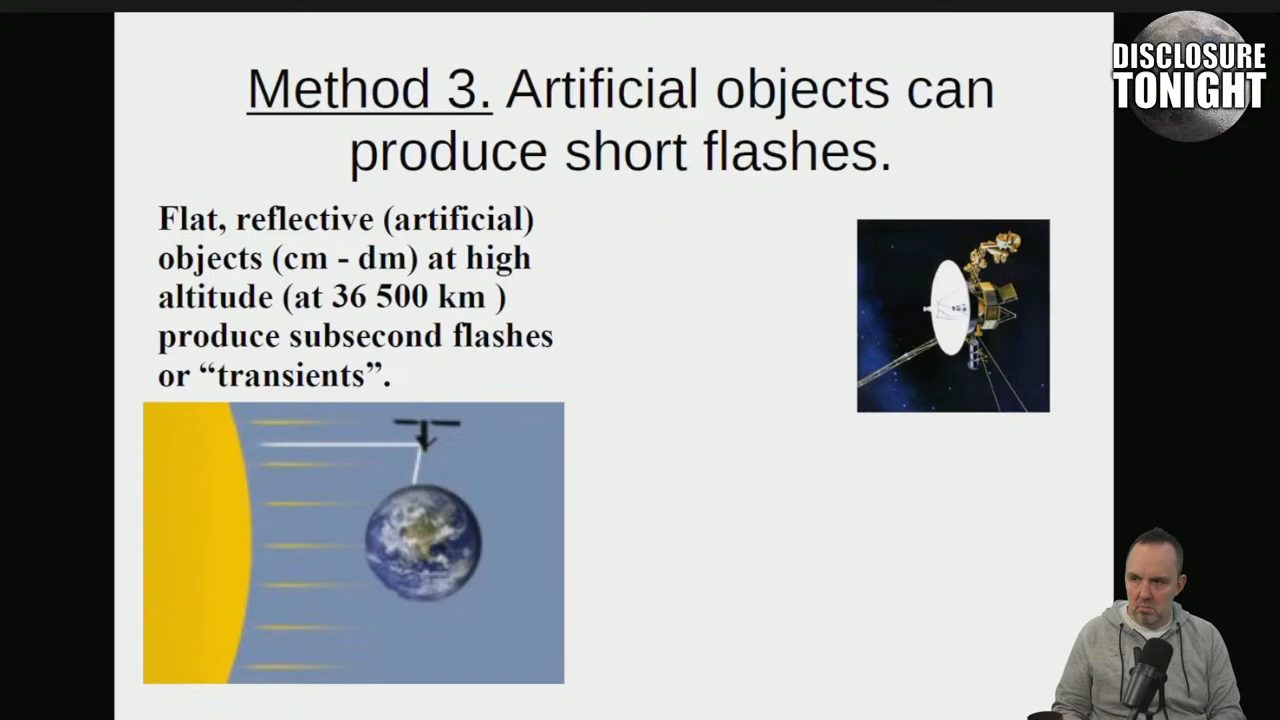 DISCLOSURE
TONIGHT
Method 3. Artificial objects can
produce short flashes.
Flat, reflective (artificial)
objects (cm - dm) at high
altitude (at 36 500 km )
produce subsecond flashes
or “transients”.